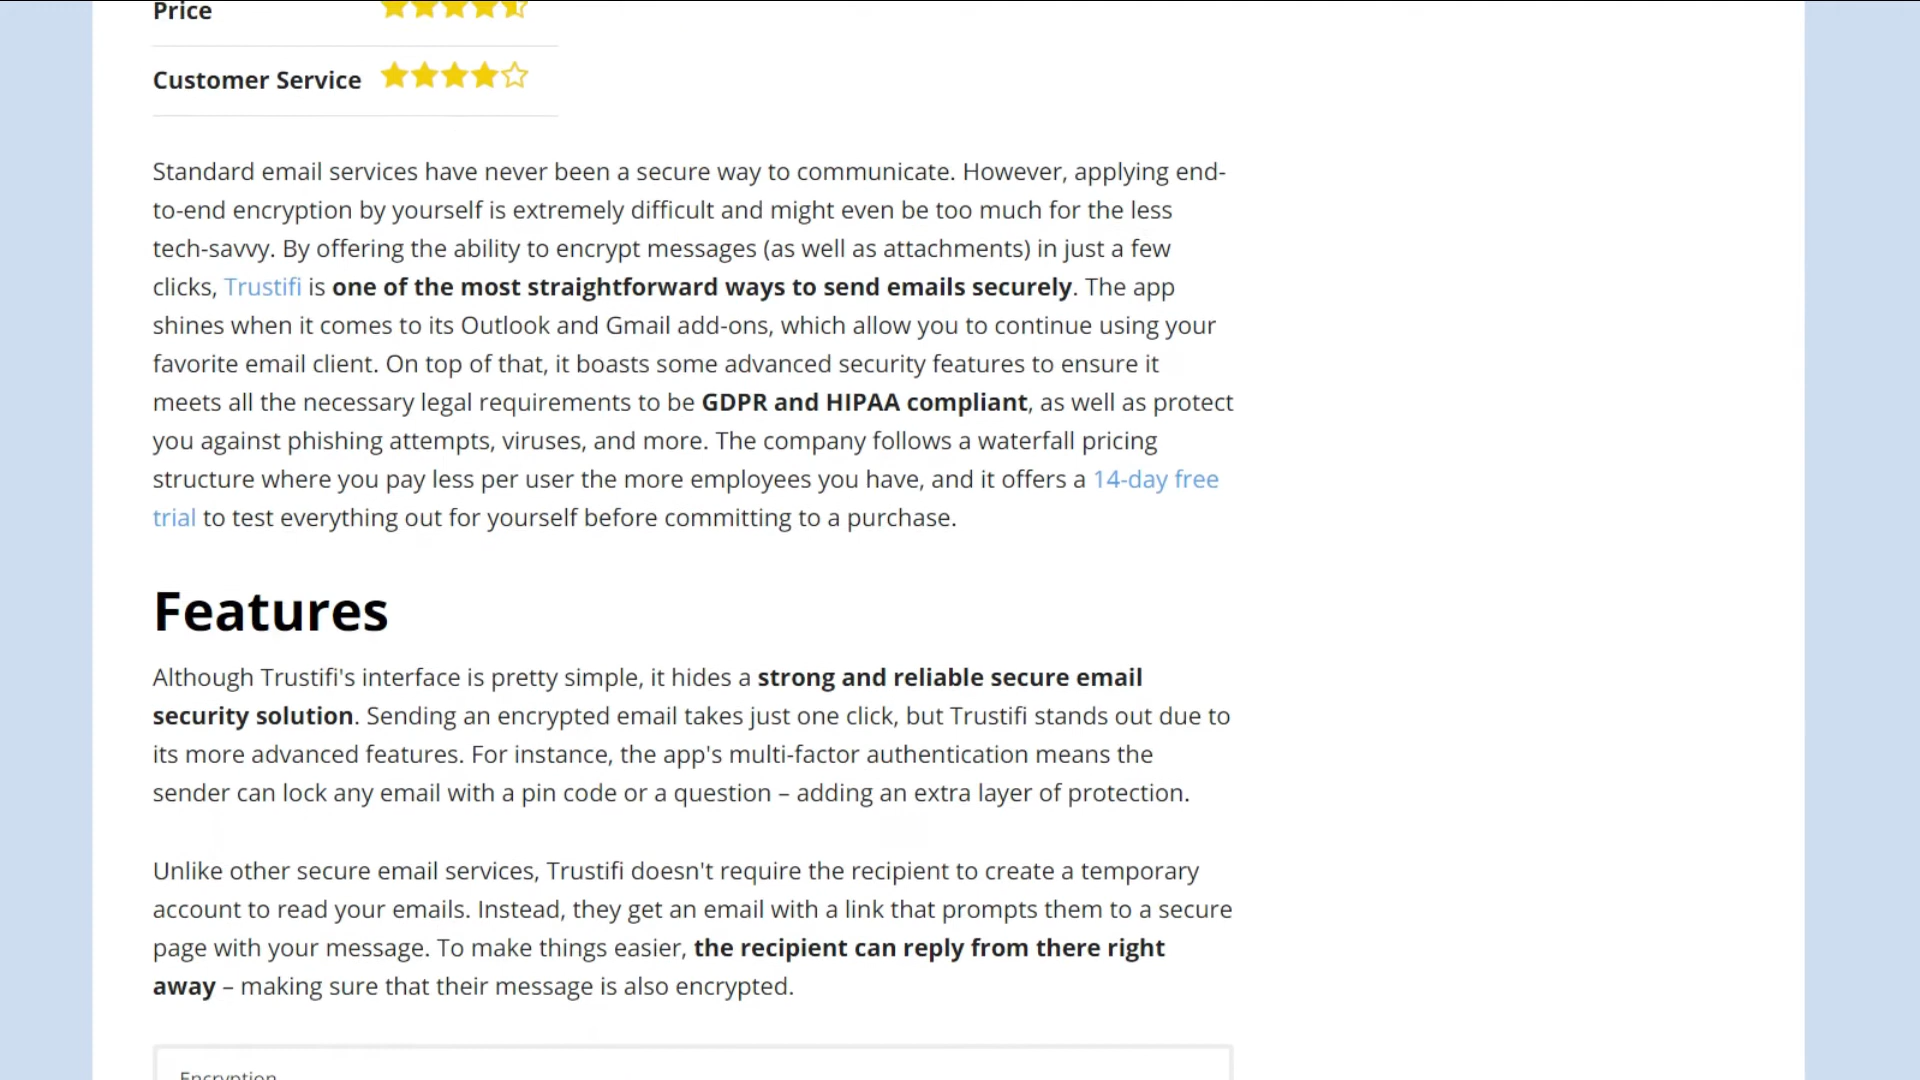 Price
Customer Service
Standard email services have never been a secure way to communicate. However, applying end-
to-end encryption by yourself is extremely difficult and might even be too much for the less
tech-savvy. By offering the ability to encrypt messages (as well as attachments) in just a few
clicks, Trustifi is one of the most straightforward ways to send emails securely. The app
shines when it comes to its Outlook and Gmail add-ons, which allow you to continue using your
favorite email client. On top of that, it boasts some advanced security features to ensure it
meets all the necessary legal requirements to be GDPR and HIPAA compliant, as well as protect
you against phishing attempts, viruses, and more. The company follows a waterfall pricing
structure where you pay less per user the more employees you have, and it offers a 14-day free
trial to test everything out for yourself before committing to a purchase.
Features
Although Trustifi's interface is pretty simple, it hides a strong and reliable secure email
security solution. Sending an encrypted email takes just one click, but Trustifi stands out due to
its more advanced features. For instance, the app's multi-factor authentication means the
sender can lock any email with a pin code or a question – adding an extra layer of protection.
Unlike other secure email services, Trustifi doesn't require the recipient to create a temporary
account to read your emails. Instead, they get an email with a link that prompts them to a secure
page with your message. To make things easier, the recipient can reply from there right
away – making sure that their message is also encrypted.
Encryption